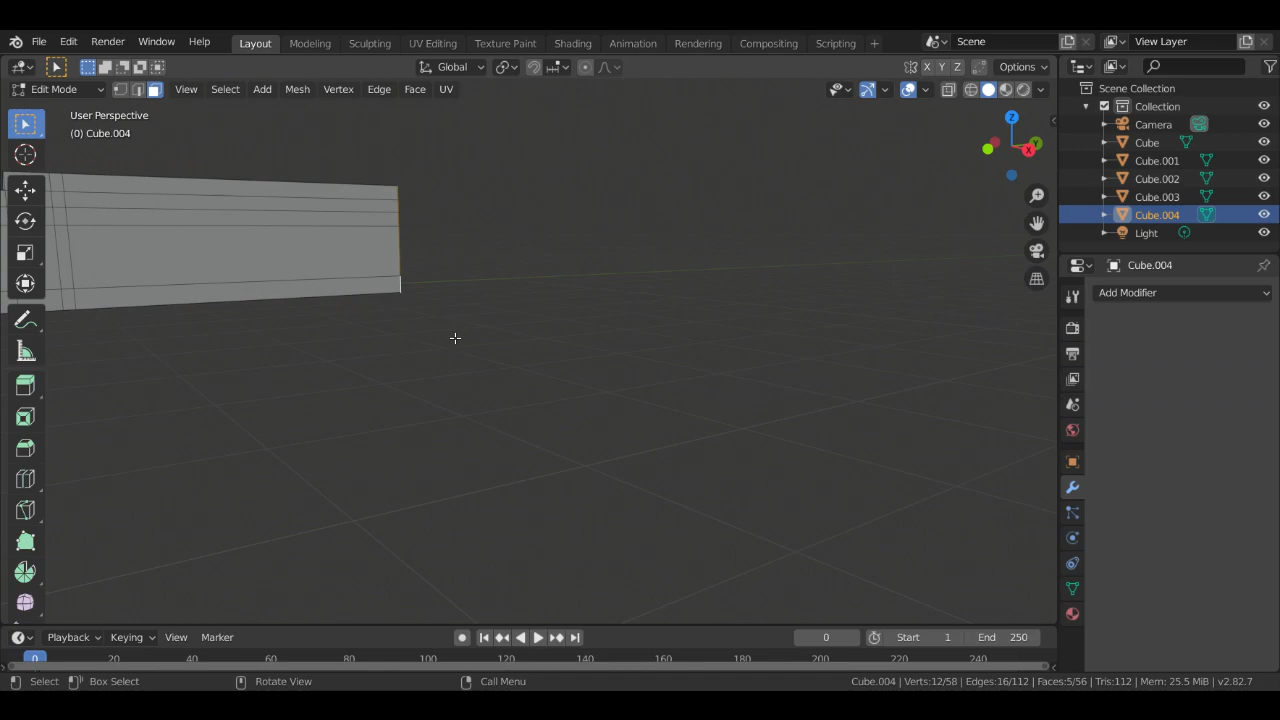 File Edit Render Window Help Layout Modeling Sculpting UV Editing Texture Paint Shading Animation Rendering Compositing Scripting + Scene View Layer
Global X Y Z Options
Edit Mode View Select Add Mesh Vertex Edge Face UV
User Perspective
(0) Cube.004
Z
Y
X
Scene Collection
Collection
Camera
Cube
Cube.001
Cube.002
Cube.003
Cube.004
Light
Cube.004
Add Modifier
Playback Keying View Marker 0 Start 1 End 250
0 20 40 60 80 100 120 140 160 180 200 220 240
Select Box Select Rotate View Call Menu Cube.004 | Verts:12/58 | Edges:16/112 | Faces:5/56 | Tris:112 | Mem: 25.5 MiB | v2.82.7